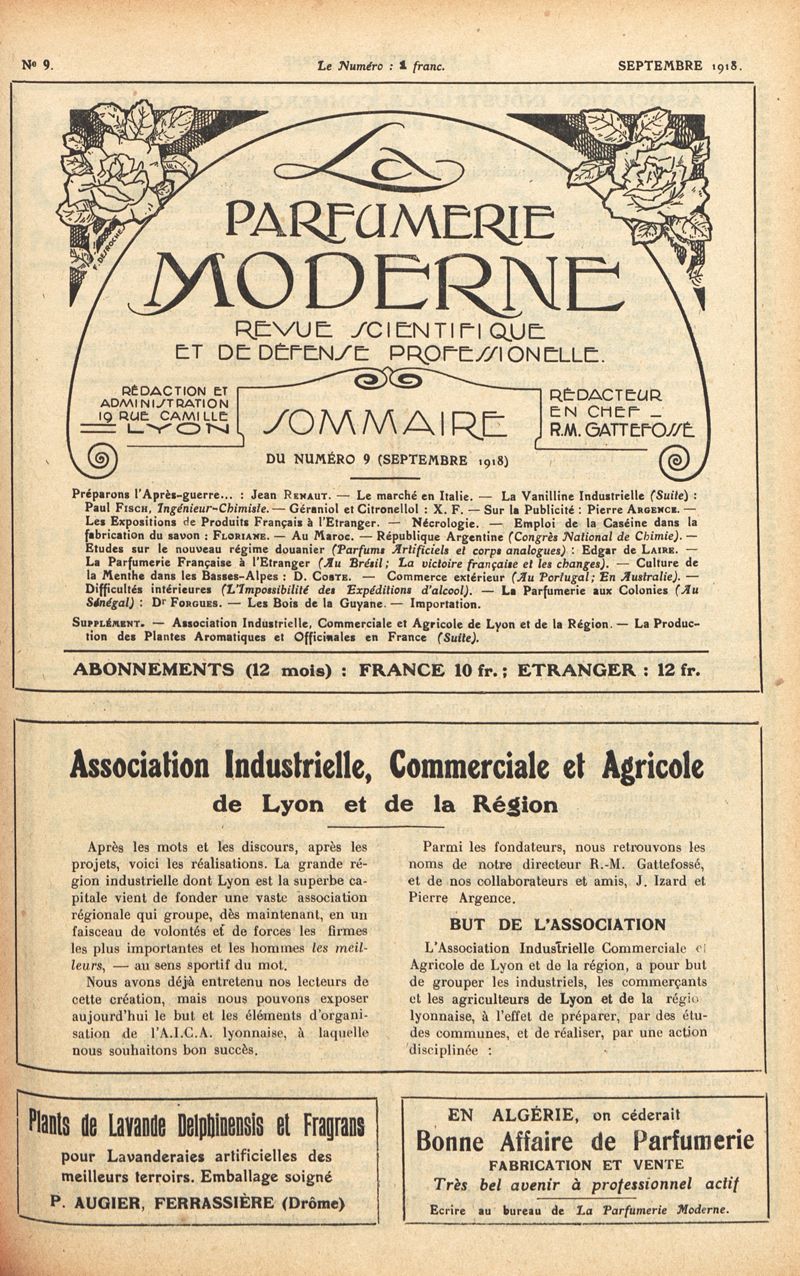 No 9.
Le Numéro : 1 franc.
SEPTEMBRE 1918.
F. DESROCHE
La
PARFUMERIE
MODERNE
REVUE SCIENTIFIQUE
ET DE DÉFENSE PROFESSIONELLE.
RÉDACTION ET
ADMINISTRATION
19 RUE CAMILLE
LYON
SOMMAIRE
RÉDACTEUR
EN CHEF _
R.M. GATTEFOSSÉ
DU NUMÉRO 9 (SEPTEMBRE 1918)
Préparons l'Après-guerre... : Jean RENAUT. — Le marché en Italie. — La Vanilline Industrielle (Suite) :
Paul FISCH, Ingénieur-Chimiste. — Géraniol et Citronellol : X. F. — Sur la Publicité : Pierre ARGENCE. —
Les Expositions de Produits Français à l'Etranger. — Nécrologie. — Emploi de la Caséine dans la
fabrication du savon : FLORIANE. — Au Maroc. — République Argentine (Congrès National de Chimie). —
Etudes sur le nouveau régime douanier (Parfums Artificiels et corps analogues) : Edgar de LAIRE. —
La Parfumerie Française à l'Etranger (Au Brésil ; La victoire française et les changes). — Culture de
la Menthe dans les Basses-Alpes : D. COSTE. — Commerce extérieur (Au Portugal ; En Australie). —
Difficultés intérieures (L'Impossibilité des Expéditions d'alcool). — La Parfumerie aux Colonies (Au
Sénégal) : Dr FORGUES. — Les Bois de la Guyane. — Importation.
SUPPLÉMENT. — Association Industrielle, Commerciale et Agricole de Lyon et de la Région. — La Produc-
tion des Plantes Aromatiques et Officinales en France (Suite).
ABONNEMENTS (12 mois) : FRANCE 10 fr. ; ETRANGER : 12 fr.
Association Industrielle, Commerciale et Agricole
de Lyon et de la Région
Après les mots et les discours, après les
projets, voici les réalisations. La grande ré-
gion industrielle dont Lyon est la superbe ca-
pitale vient de fonder une vaste association
régionale qui groupe, dès maintenant, en un
faisceau de volontés et de forces les firmes
les plus importantes et les hommes les meil-
leurs, — au sens sportif du mot.
Nous avons déjà entretenu nos lecteurs de
cette création, mais nous pouvons exposer
aujourd'hui le but et les éléments d'organi-
sation de l'A.I.C.A. lyonnaise, à laquelle
nous souhaitons bon succès.
Parmi les fondateurs, nous retrouvons les
noms de notre directeur R.-M. Gattefossé,
et de nos collaborateurs et amis, J. Izard et
Pierre Argence.
BUT DE L'ASSOCIATION
L'Association Industrielle Commerciale et
Agricole de Lyon et de la région, a pour but
de grouper les industriels, les commerçants
et les agriculteurs de Lyon et de la régio
lyonnaise, à l'effet de préparer, par des étu-
des communes, et de réaliser, par une action
disciplinée :
Plants de Lavande Delphinensis et Fragrans
pour Lavanderaies artificielles des
meilleurs terroirs. Emballage soigné
P. AUGIER, FERRASSIÈRE (Drôme)
EN ALGÉRIE, on céderait
Bonne Affaire de Parfumerie
FABRICATION ET VENTE
Très bel avenir à professionnel actif
Ecrire au bureau de La Parfumerie Moderne.